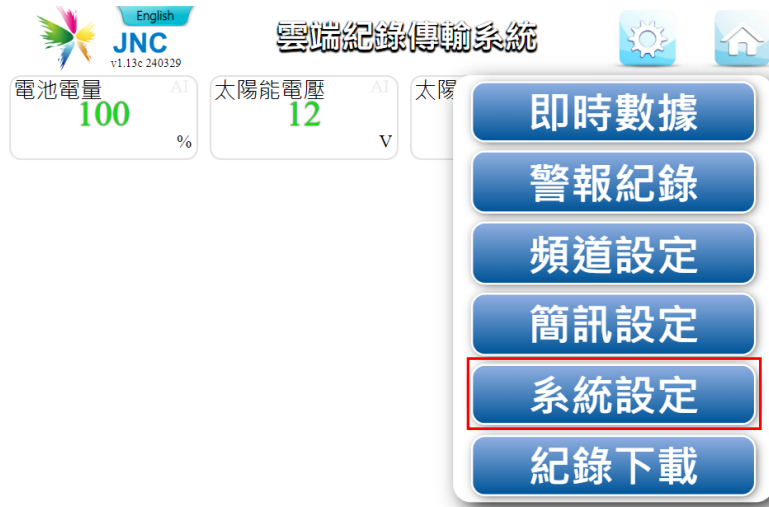 English
JNC
v1.13c 240329
雲端紀錄傳輸系統
電池電量 AI
100
%
太陽能電壓 AI
12
V
太陽
即時數據
警報紀錄
頻道設定
簡訊設定
系統設定
紀錄下載